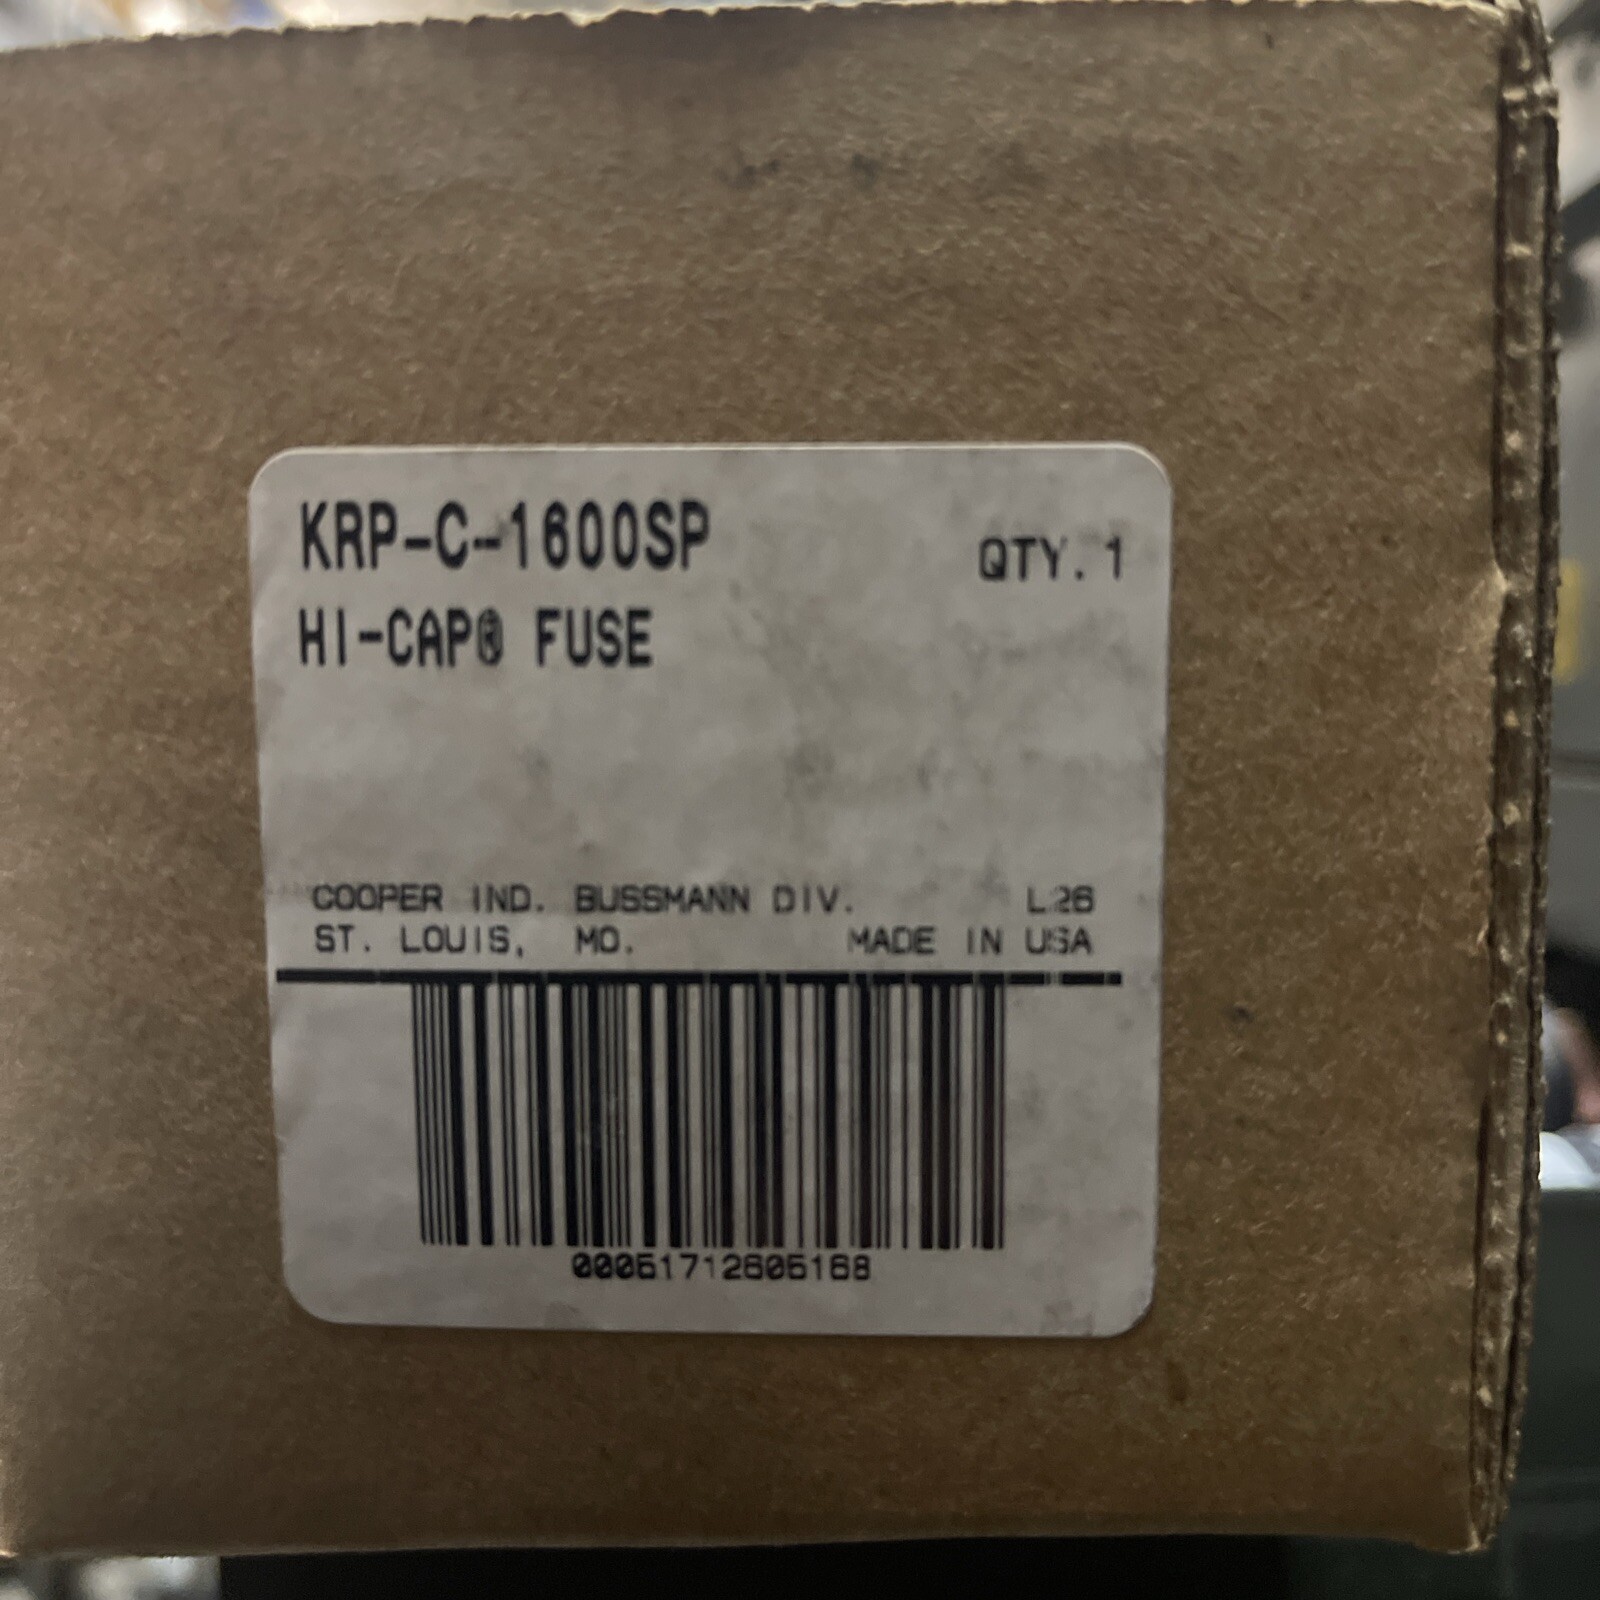 KRP-C-1600SP
QTY. 1
HI-CAP® FUSE
COOPER IND. BUSSMANN DIV. L26
ST. LOUIS, MO. MADE IN USA
00051712605168